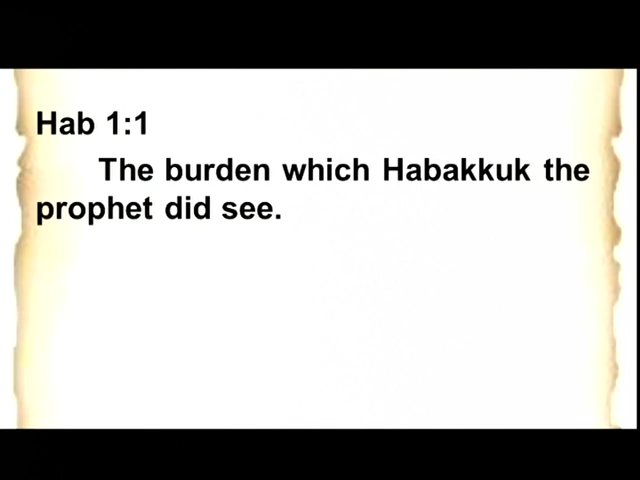 Hab 1:1
The burden which Habakkuk the
prophet did see.